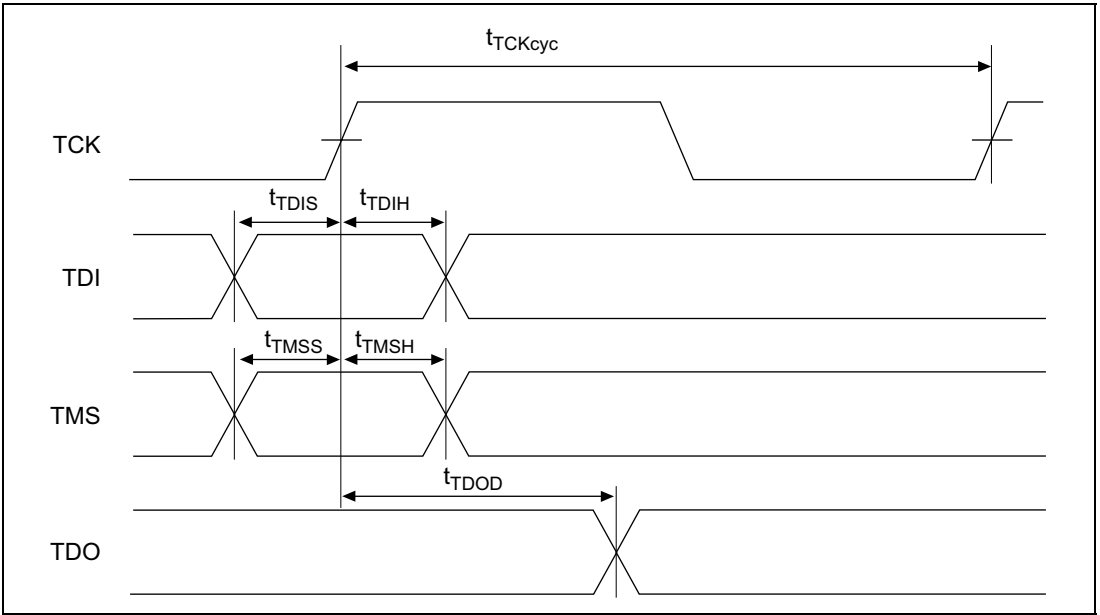 tTCKcyc
TCK
tTDIS tTDIH
TDI
tTMSS tTMSH
TMS
tTDOD
TDO